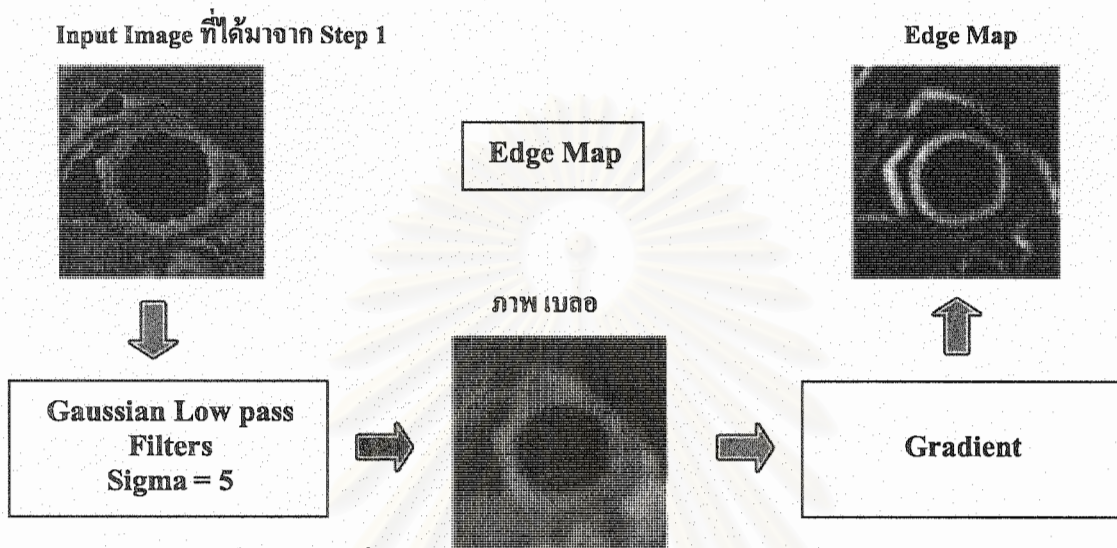 Input Image ที่ได้มาจาก Step 1
Edge Map
Edge Map
ภาพ เบลอ
Gaussian Low pass
Filters
Sigma = 5
Gradient